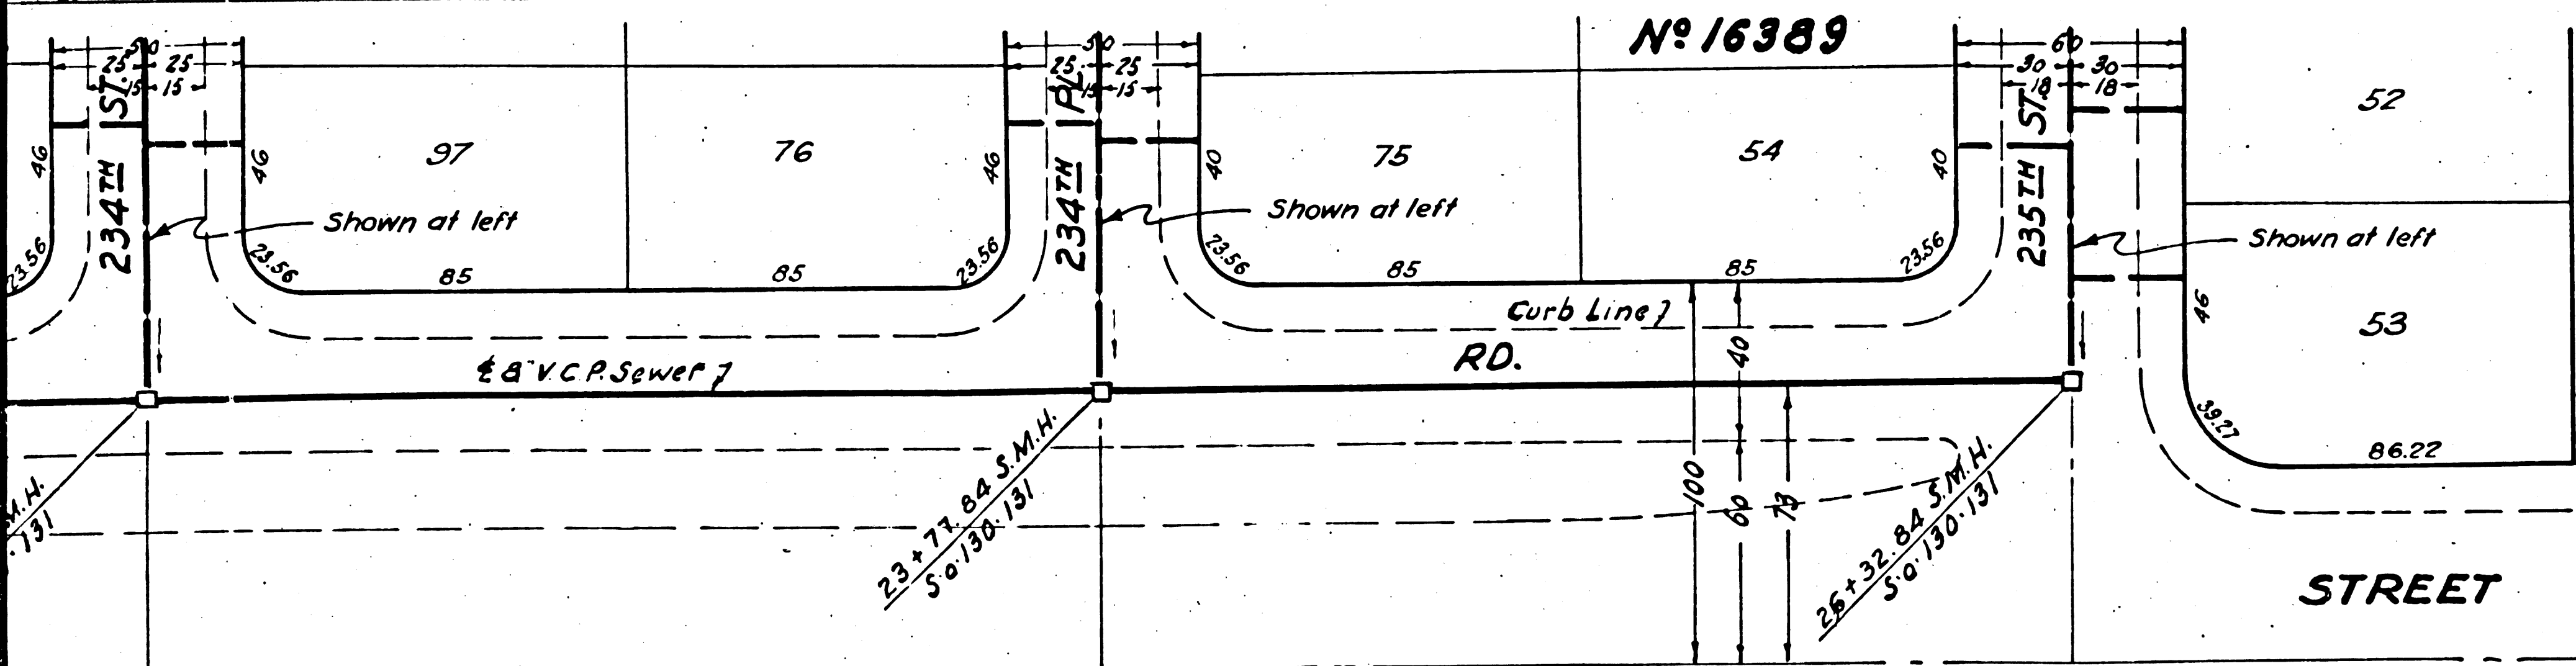 Nº 16389
50
25 25
15 15
50
25 25
15 15
60
30 30
18 18
234TH ST.
234TH PL.
235TH ST.
46
46
46
40
40
46
97
76
75
54
52
53
Shown at left
Shown at left
Shown at left
23.56
23.56
23.56
23.56
23.56
39.27
85
85
85
85
86.22
Curb Line
RD.
℄ 8" V.C.P. Sewer
40
100
60
73
M.H.
.131
23+77.84 S.M.H.
S.O.130.131
26+32.84 S.M.H.
S.O.130.131
STREET